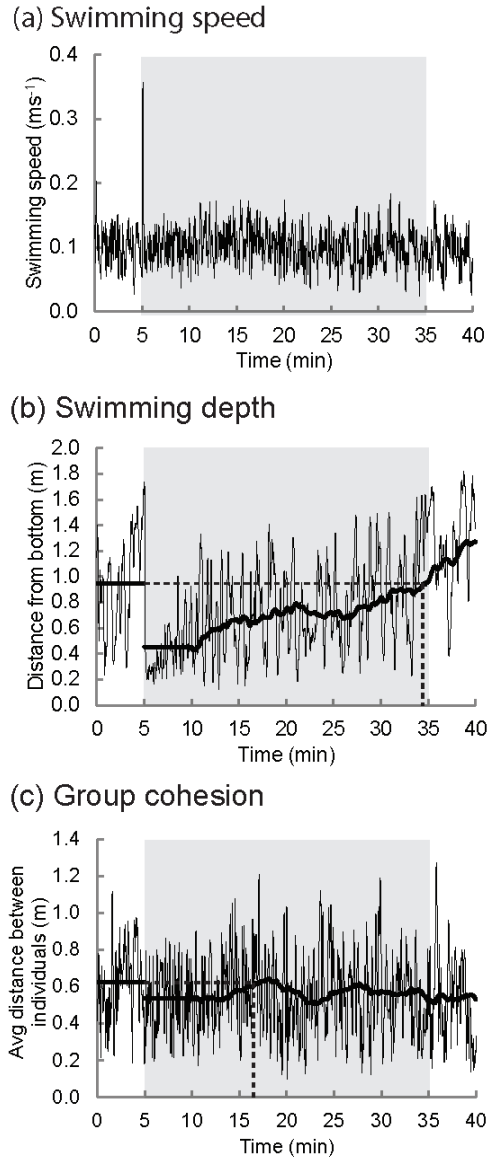 (a) Swimming speed
0.4
0.3
0.2
0.1
0.0
Swimming speed (ms⁻¹)
0 5 10 15 20 25 30 35 40
Time (min)
(b) Swimming depth
2.0
1.8
1.6
1.4
1.2
1.0
0.8
0.6
0.4
0.2
0.0
Distance from bottom (m)
0 5 10 15 20 25 30 35 40
Time (min)
(c) Group cohesion
1.4
1.2
1.0
0.8
0.6
0.4
0.2
0.0
Avg distance between
individuals (m)
0 5 10 15 20 25 30 35 40
Time (min)